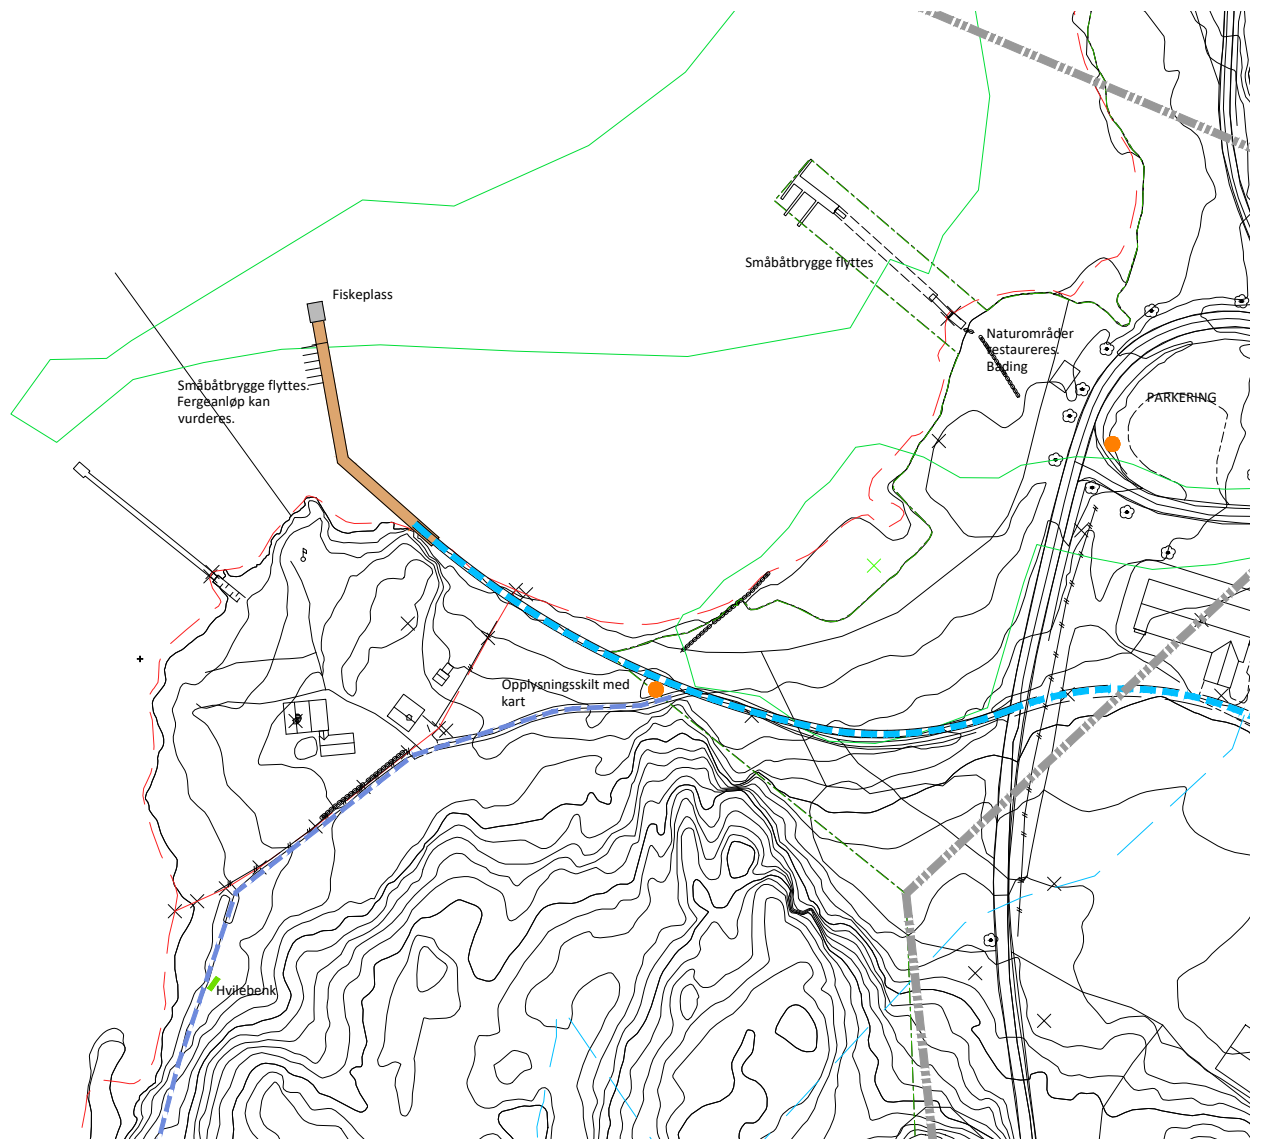 Småbåtbrygge flyttes
Fiskeplass
Naturområder
restaureres.
Bading
Småbåtbrygge flyttes.
Fergeanløp kan
vurderes.
PARKERING
Opplysningsskilt med
kart
Hvilebenk